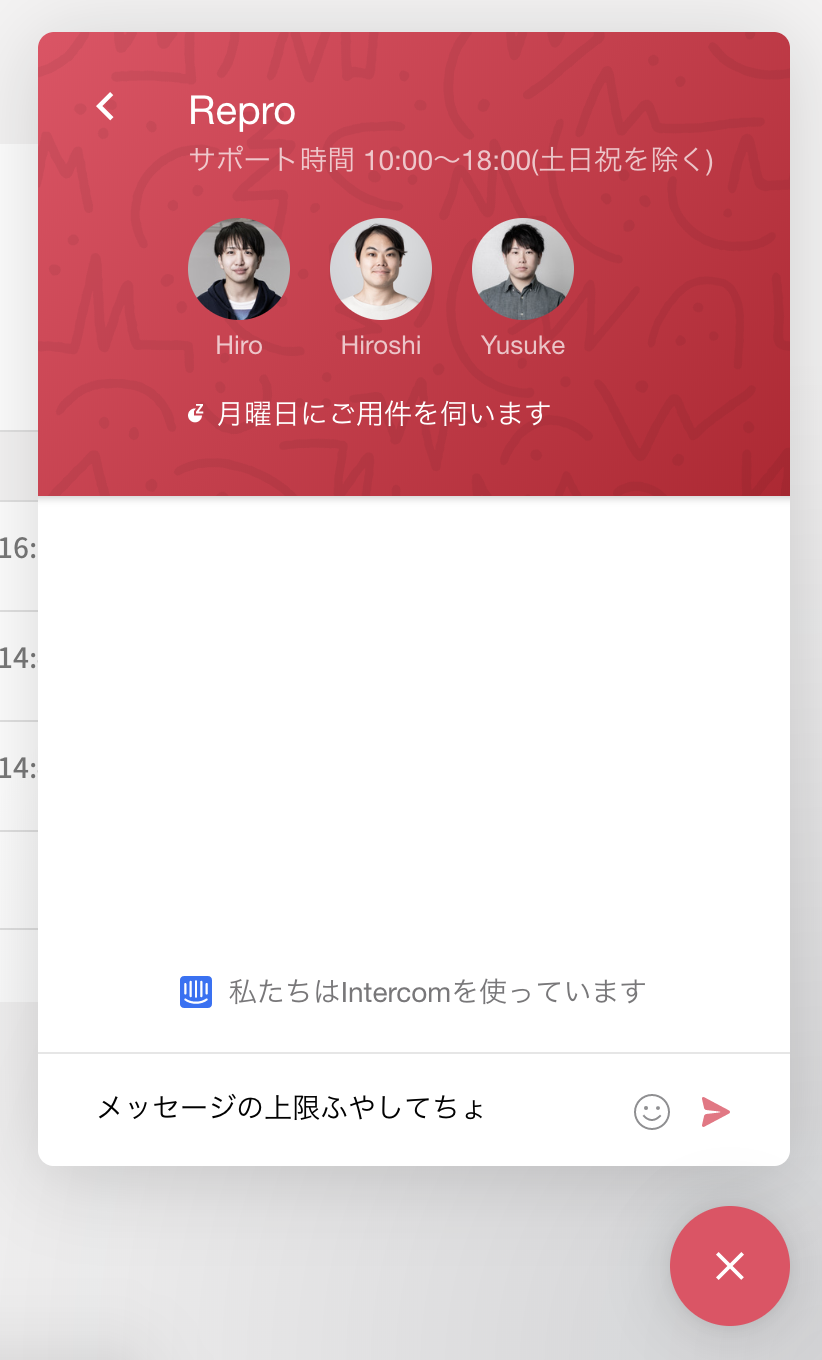 Repro
サポート時間 10:00〜18:00(土日祝を除く)
Hiro
Hiroshi
Yusuke
月曜日にご用件を伺います
16:
14:
14:
私たちはIntercomを使っています
メッセージの上限ふやしてちょ